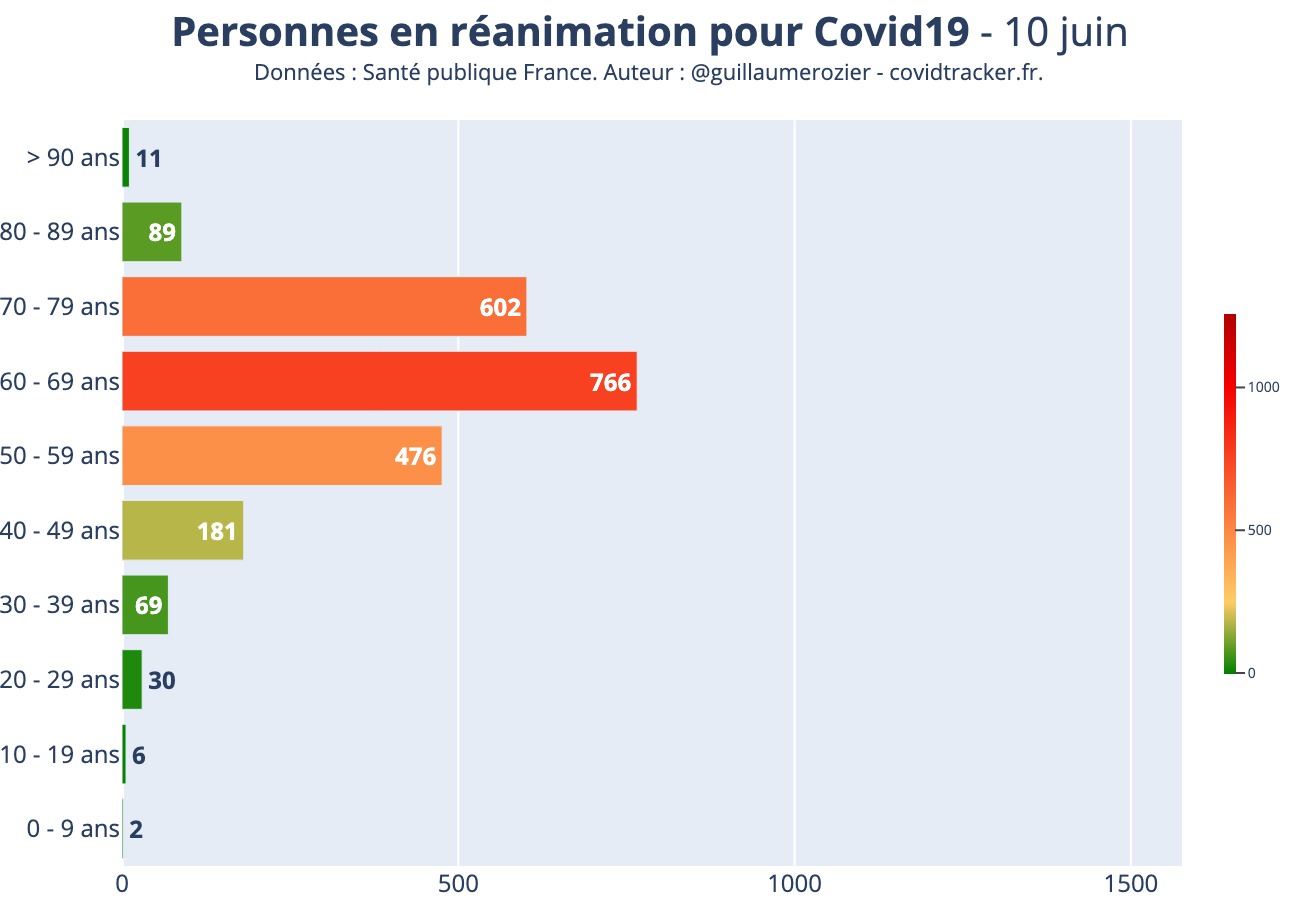 Personnes en réanimation pour Covid19 - 10 juin
Données : Santé publique France. Auteur : @guillaumerozier - covidtracker.fr.
> 90 ans 11
80 - 89 ans 89
70 - 79 ans 602
60 - 69 ans 766
50 - 59 ans 476
40 - 49 ans 181
30 - 39 ans 69
20 - 29 ans 30
10 - 19 ans 6
0 - 9 ans 2
0 500 1000 1500
1000
500
0